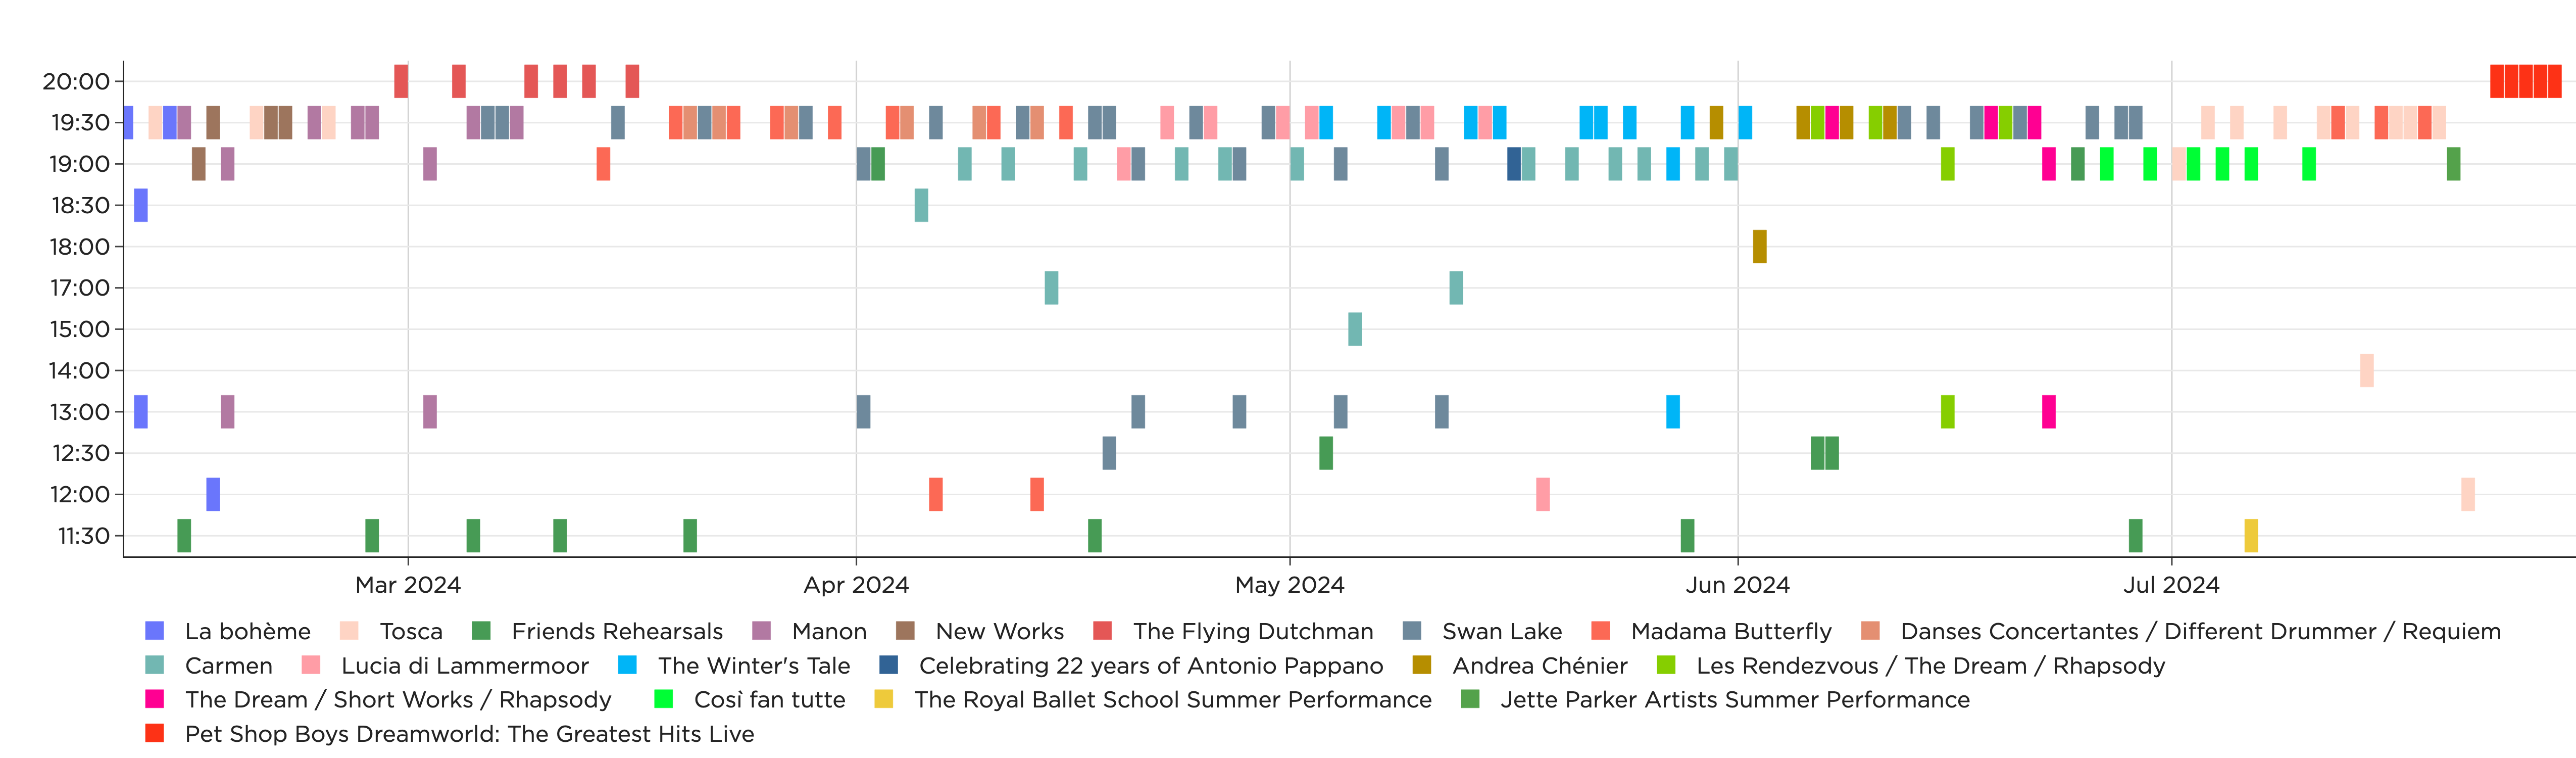 20:00
19:30
19:00
18:30
18:00
17:00
15:00
14:00
13:00
12:30
12:00
11:30
Mar 2024 Apr 2024 May 2024 Jun 2024 Jul 2024
La bohème Tosca Friends Rehearsals Manon New Works The Flying Dutchman Swan Lake Madama Butterfly Danses Concertantes / Different Drummer / Requiem
Carmen Lucia di Lammermoor The Winter's Tale Celebrating 22 years of Antonio Pappano Andrea Chénier Les Rendezvous / The Dream / Rhapsody
The Dream / Short Works / Rhapsody Così fan tutte The Royal Ballet School Summer Performance Jette Parker Artists Summer Performance
Pet Shop Boys Dreamworld: The Greatest Hits Live